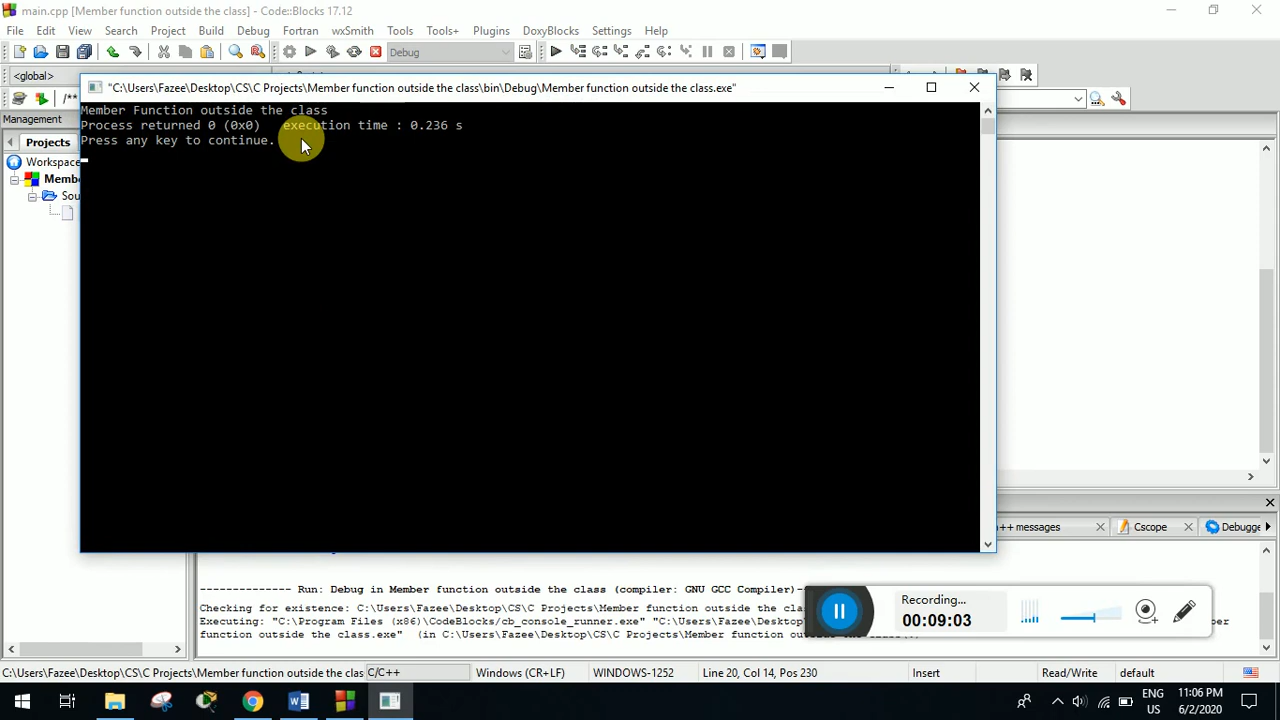 main.cpp [Member function outside the class] - Code::Blocks 17.12
File Edit View Search Project Build Debug Fortran wxSmith Tools Tools+ Plugins DoxyBlocks Settings Help
Debug
<global>
"C:\Users\Fazee\Desktop\CS\C Projects\Member function outside the class\bin\Debug\Member function outside the class.exe"
/**
Member Function outside the class
Process returned 0 (0x0) execution time : 0.236 s
Press any key to continue.
Management
Projects
Workspace
Memb
Sou
++ messages
Cscope
Debugge
-------------- Run: Debug in Member function outside the class (compiler: GNU GCC Compiler)-
Checking for existence: C:\Users\Fazee\Desktop\CS\C Projects\Member function outside the clas
Executing: "C:\Program Files (x86)\CodeBlocks/cb_console_runner.exe" "C:\Users\Fazee\Deskto
function outside the class.exe" (in C:\Users\Fazee\Desktop\CS\C Projects\Member function outside the class\.)
Recording...
00:09:03
C:\Users\Fazee\Desktop\CS\C Projects\Member function outside the clas
C/C++
Windows (CR+LF)
WINDOWS-1252
Line 20, Col 14, Pos 230
Insert
Read/Write
default
ENG
US
11:06 PM
6/2/2020